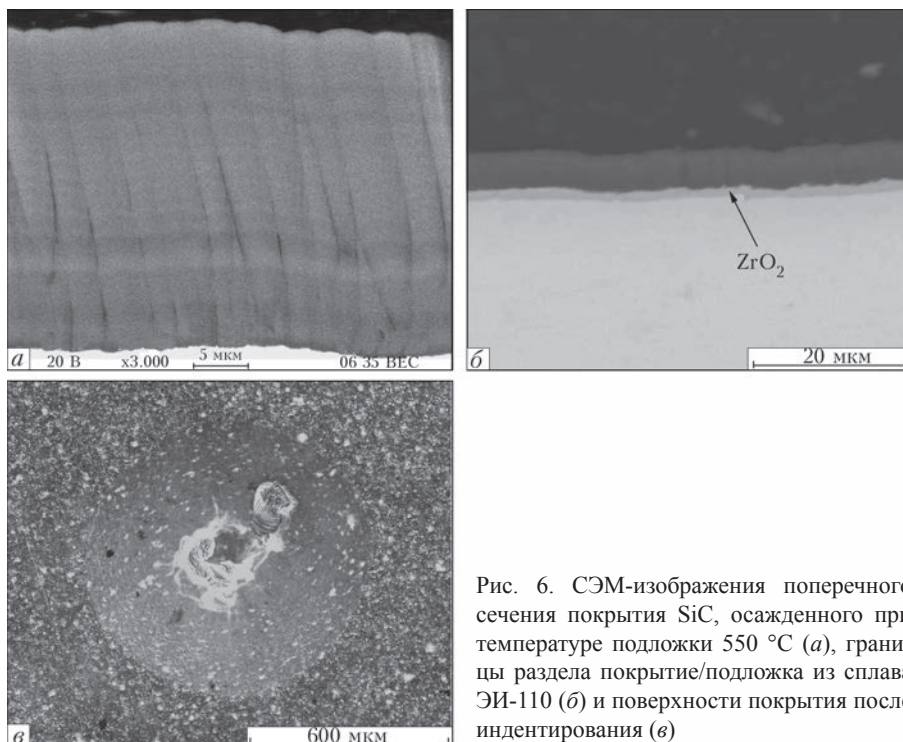 а 20 В x3.000 5 мкм 06 35 BEC
ZrO₂
б 20 мкм
в 600 мкм
Рис. 6. СЭМ-изображения поперечного
сечения покрытия SiC, осажденного при
температуре подложки 550 °С (а), грани-
цы раздела покрытие/подложка из сплава
ЭИ-110 (б) и поверхности покрытия после
индентирования (в)